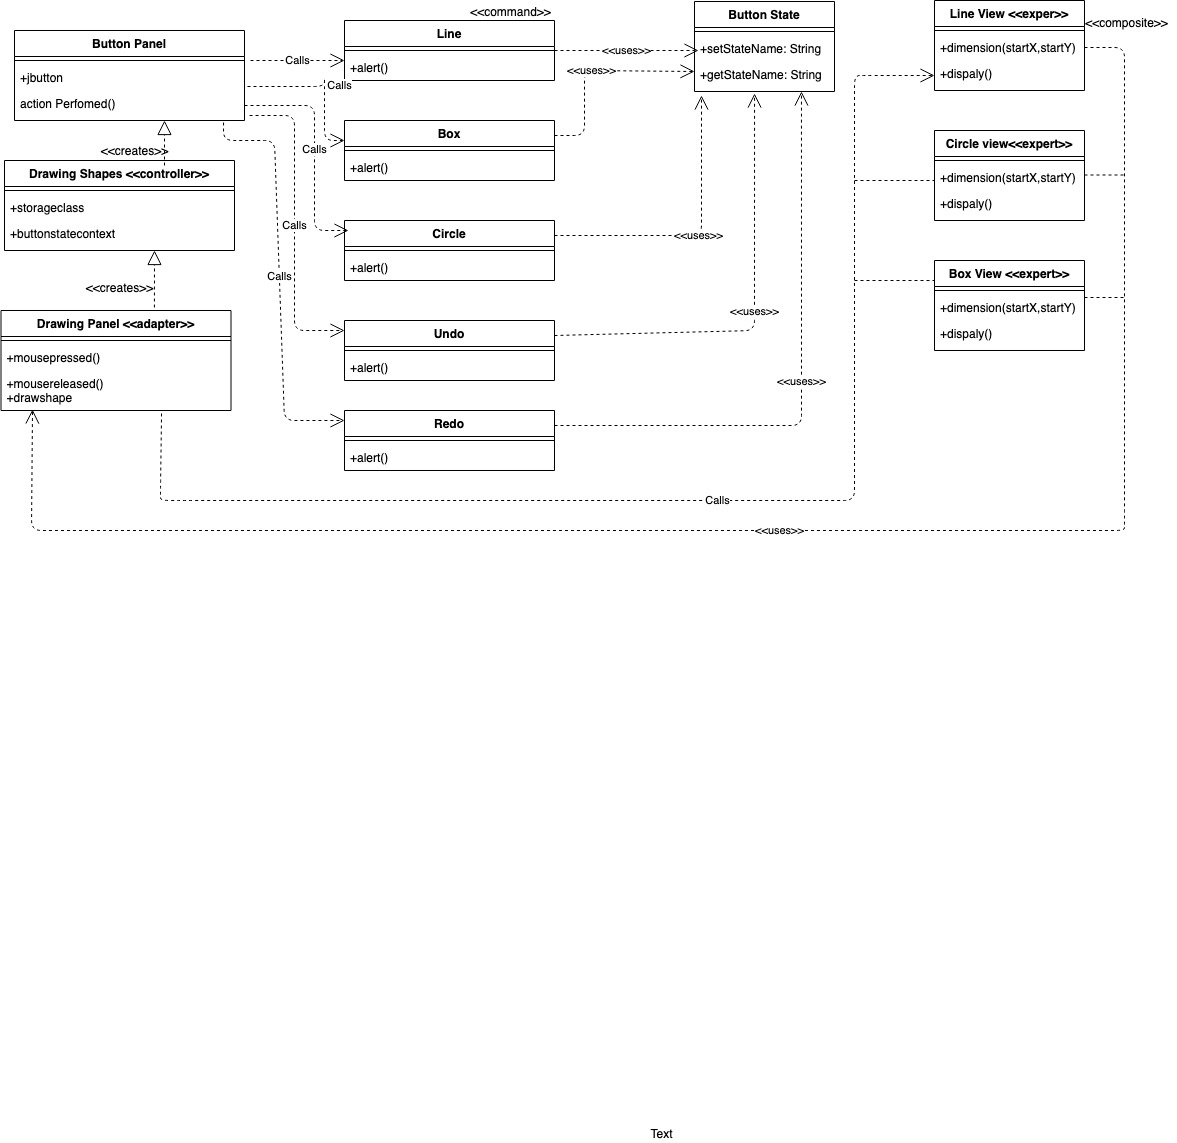 <<command>>
Button Panel
+jbutton
action Perfomed()
Calls
Calls
Calls
Calls
Calls
Line
+alert()
Box
+alert()
Circle
+alert()
Undo
+alert()
Redo
+alert()
<<uses>>
<<uses>>
<<uses>>
<<uses>>
<<uses>>
Button State
+setStateName: String
+getStateName: String
Line View <<exper>>
+dimension(startX,startY)
+dispaly()
<<composite>>
Circle view<<expert>>
+dimension(startX,startY)
+dispaly()
Box View <<expert>>
+dimension(startX,startY)
+dispaly()
<<creates>>
Drawing Shapes <<controller>>
+storageclass
+buttonstatecontext
<<creates>>
Drawing Panel <<adapter>>
+mousepressed()
+mousereleased()
+drawshape
Calls
<<uses>>
Text